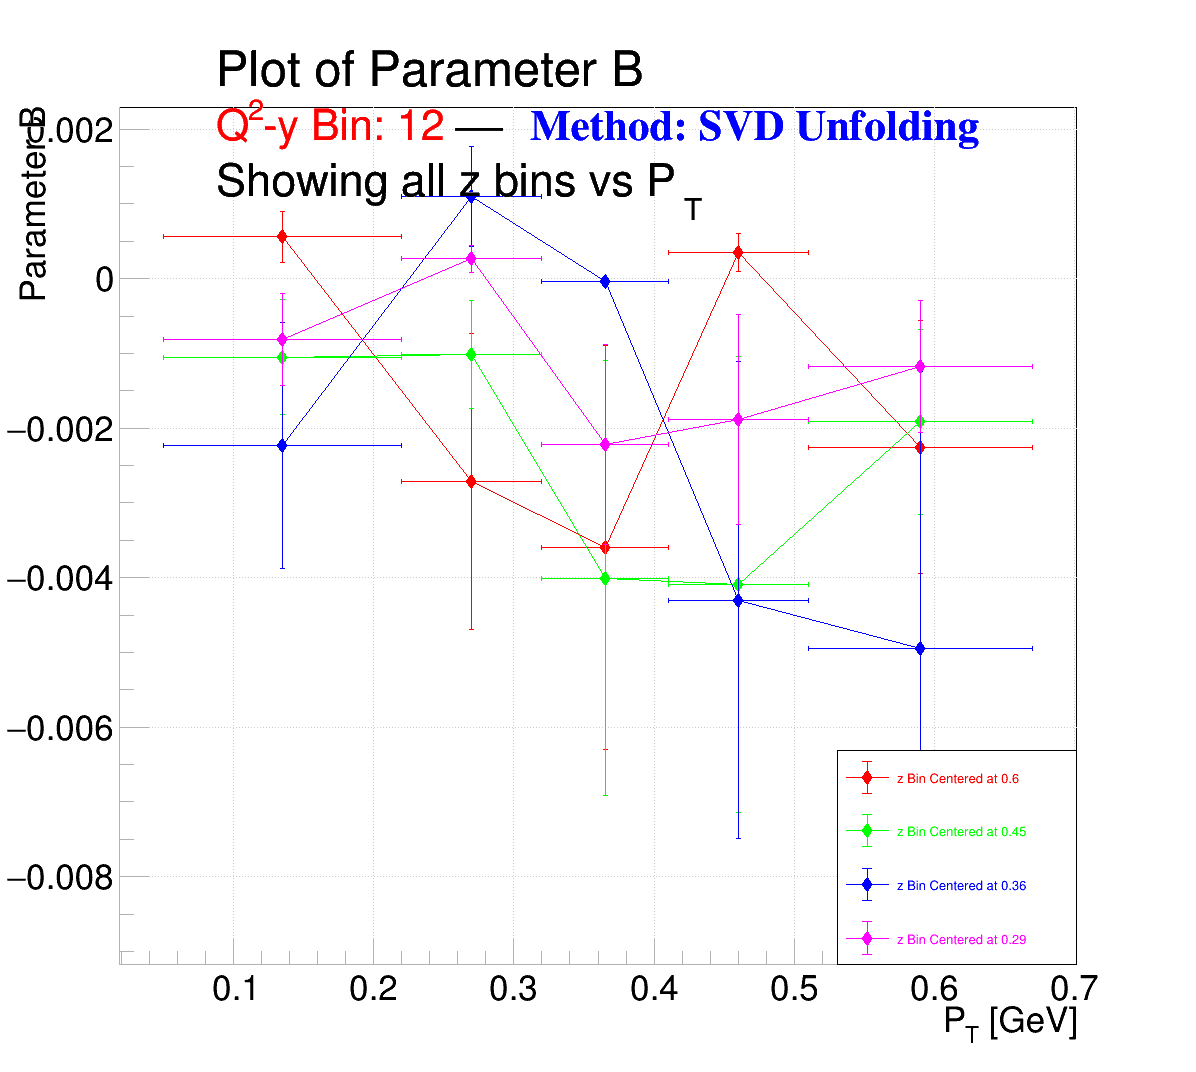 Plot of Parameter B
Q²-y Bin: 12 — Method: SVD Unfolding
Showing all z bins vs P_T
Parameter B
0.002
0
−0.002
−0.004
−0.006
−0.008
z Bin Centered at 0.6
z Bin Centered at 0.45
z Bin Centered at 0.36
z Bin Centered at 0.29
0.1 0.2 0.3 0.4 0.5 0.6 0.7
P_T [GeV]